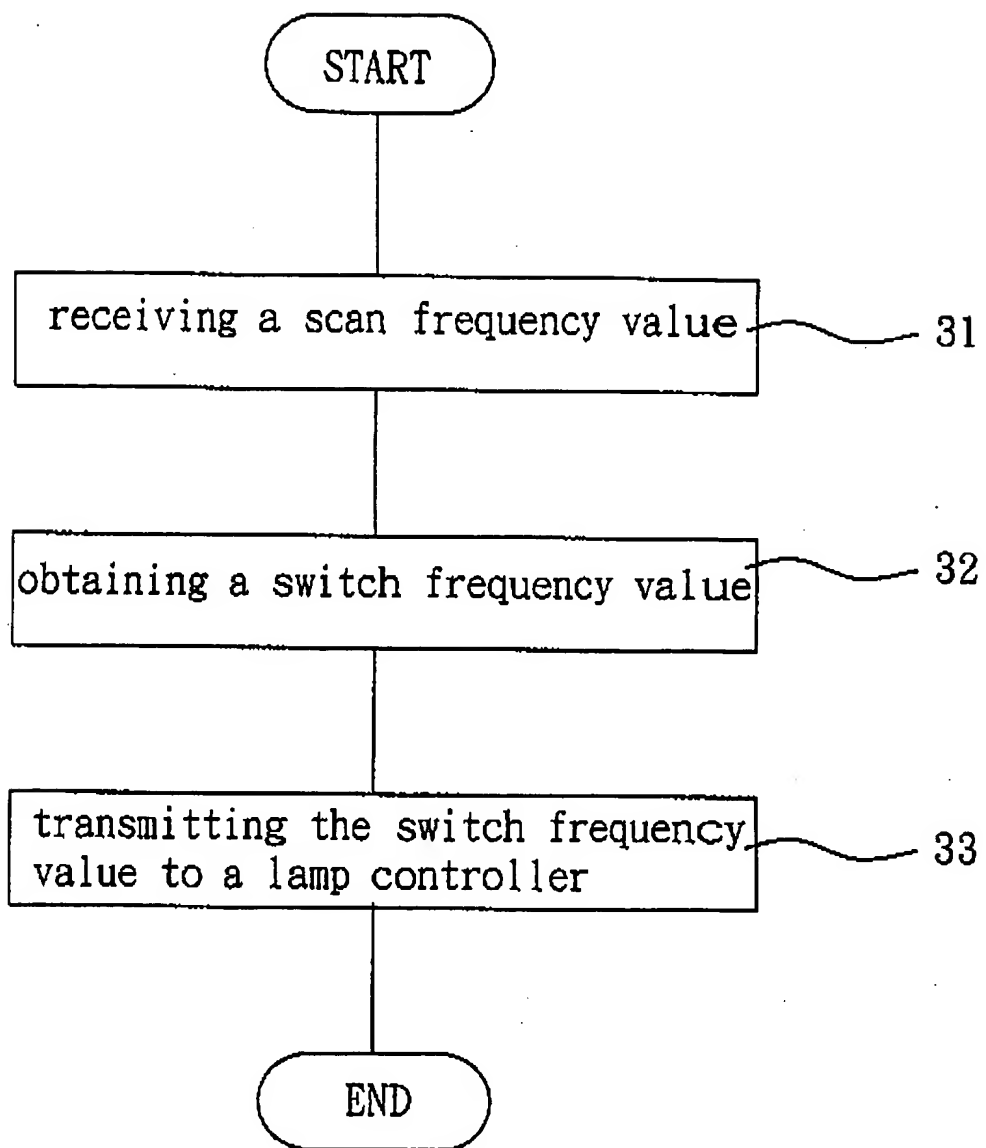 START
receiving a scan frequency value
31
obtaining a switch frequency value
32
transmitting the switch frequency
value to a lamp controller
33
END